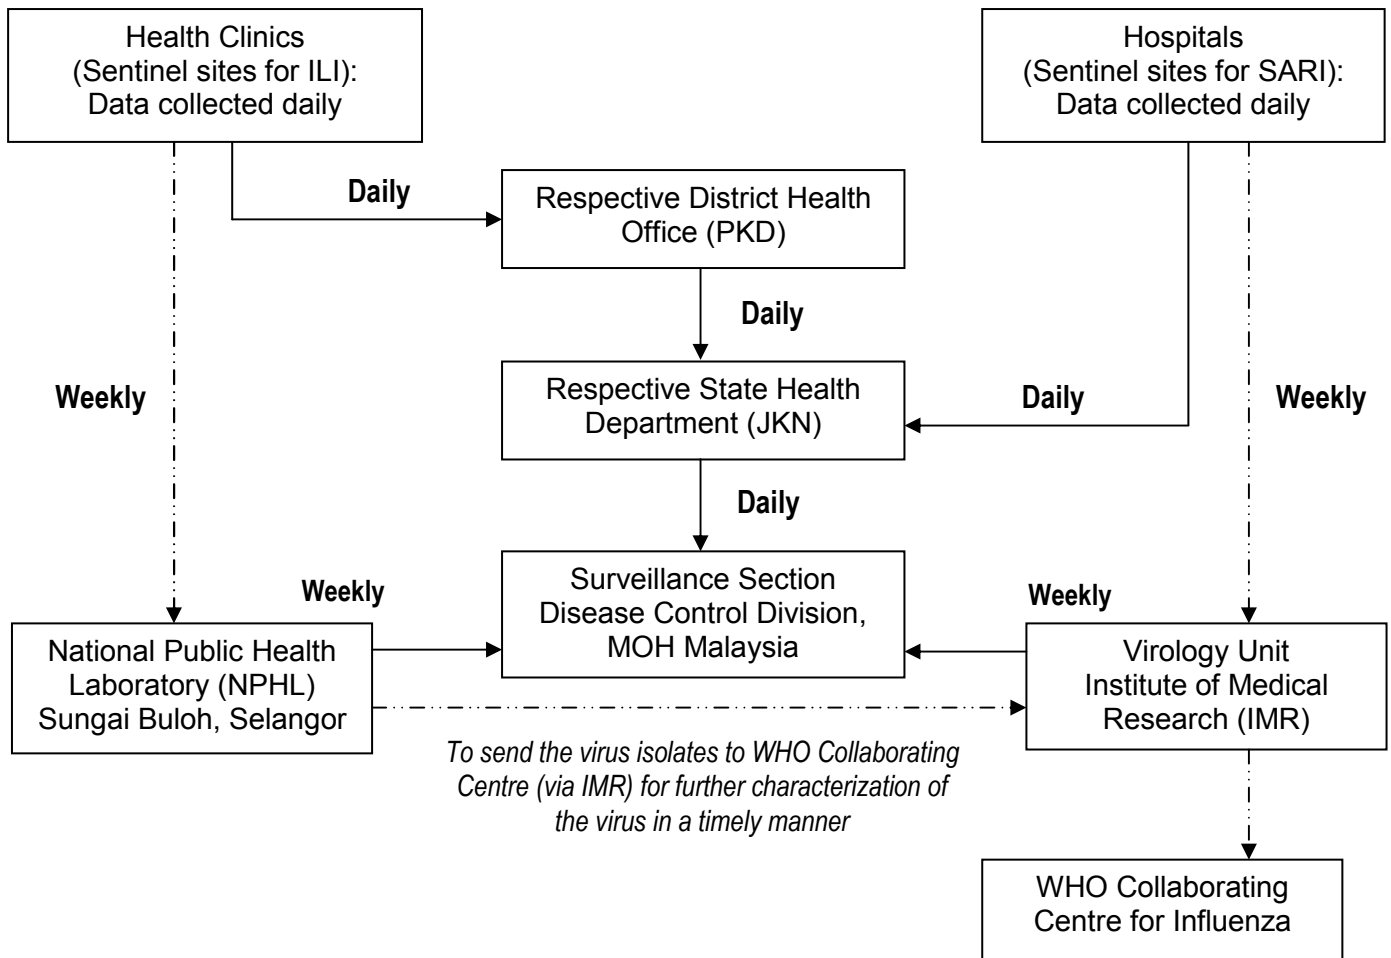 Health Clinics
(Sentinel sites for ILI):
Data collected daily
Hospitals
(Sentinel sites for SARI):
Data collected daily
Daily
Respective District Health
Office (PKD)
Daily
Weekly
Respective State Health
Department (JKN)
Daily
Weekly
Daily
Weekly
Surveillance Section
Disease Control Division,
MOH Malaysia
Weekly
National Public Health
Laboratory (NPHL)
Sungai Buloh, Selangor
Virology Unit
Institute of Medical
Research (IMR)
To send the virus isolates to WHO Collaborating
Centre (via IMR) for further characterization of
the virus in a timely manner
WHO Collaborating
Centre for Influenza